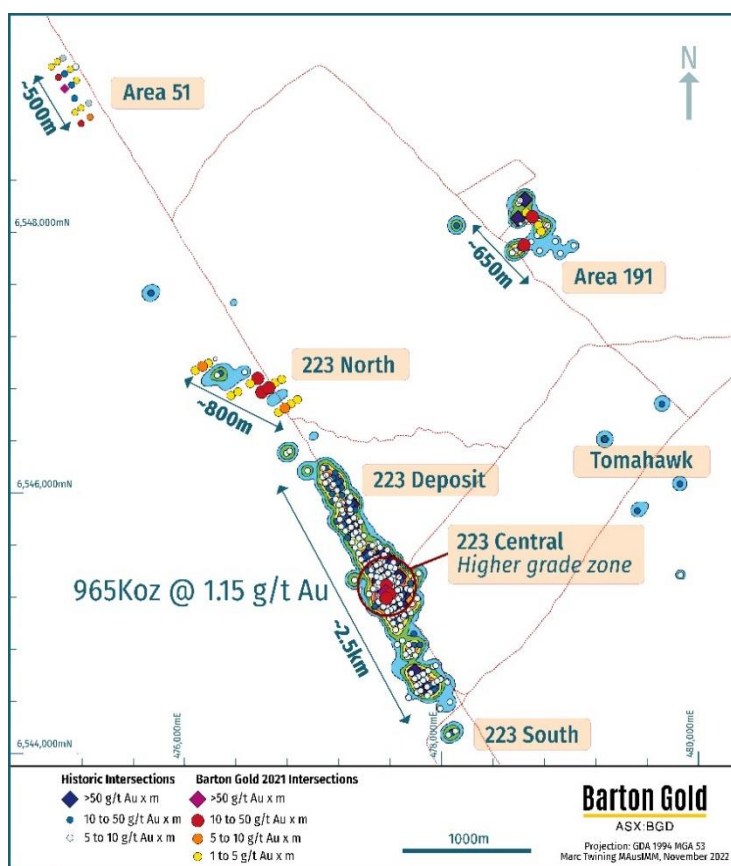 N
Area 51
~500m
6,548,000mN
~650m
Area 191
223 North
~800m
Tomahawk
223 Deposit
6,546,000mN
223 Central
Higher grade zone
965Koz @ 1.15 g/t Au
~2.5km
223 South
6,544,000mN
476,000mE
478,000mE
480,000mE
Historic Intersections
>50 g/t Au x m
10 to 50 g/t Au x m
5 to 10 g/t Au x m
Barton Gold 2021 Intersections
>50 g/t Au x m
10 to 50 g/t Au x m
5 to 10 g/t Au x m
1 to 5 g/t Au x m
1000m
Barton Gold
ASX:BGD
Projection: GDA 1994 MGA 53
Marc Twining MAusIMM, November 2022